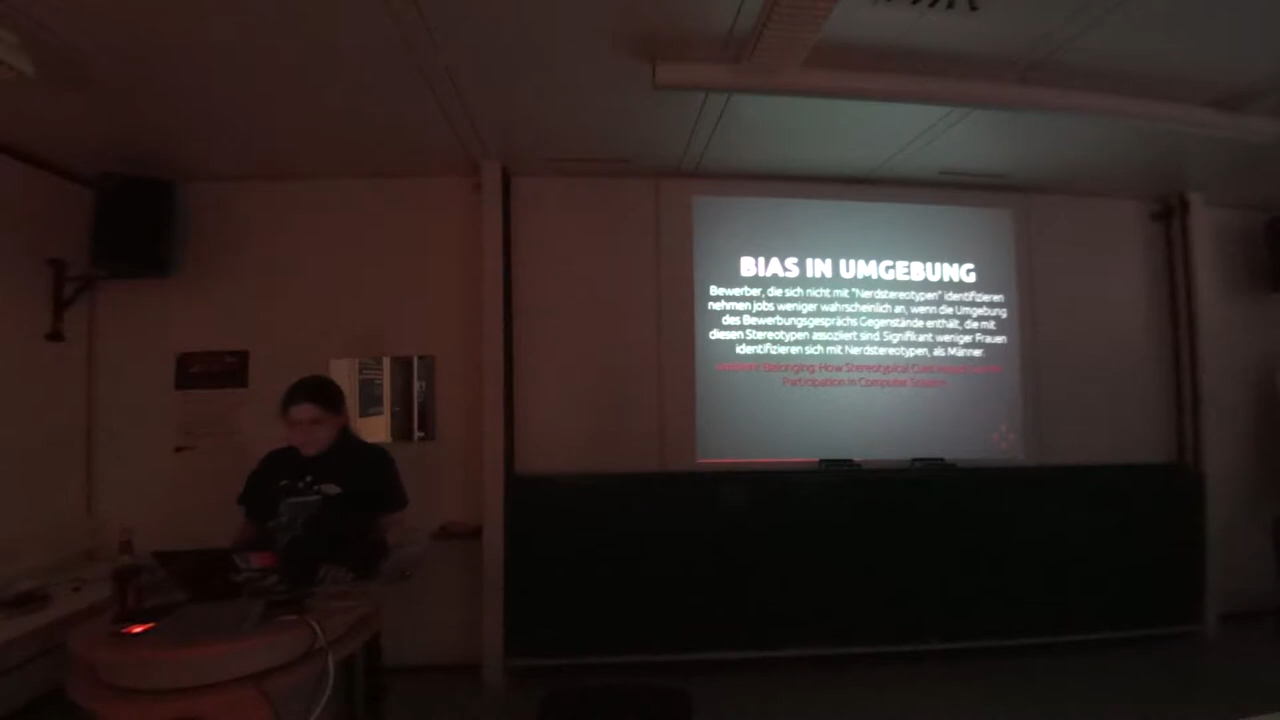 BIAS IN UMGEBUNG
Bewerber, die sich nicht mit "Nerdstereotypen" identifizieren
nehmen jobs weniger wahrscheinlich an, wenn die Umgebung
des Bewerbungsgesprächs Gegenstände enthält, die mit
diesen Stereotypen assoziiert sind. Signifikant weniger Frauen
identifizieren sich mit Nerdstereotypen, als Männer.
Belonging: How Stereotypical Cues
Participation in Computer Science